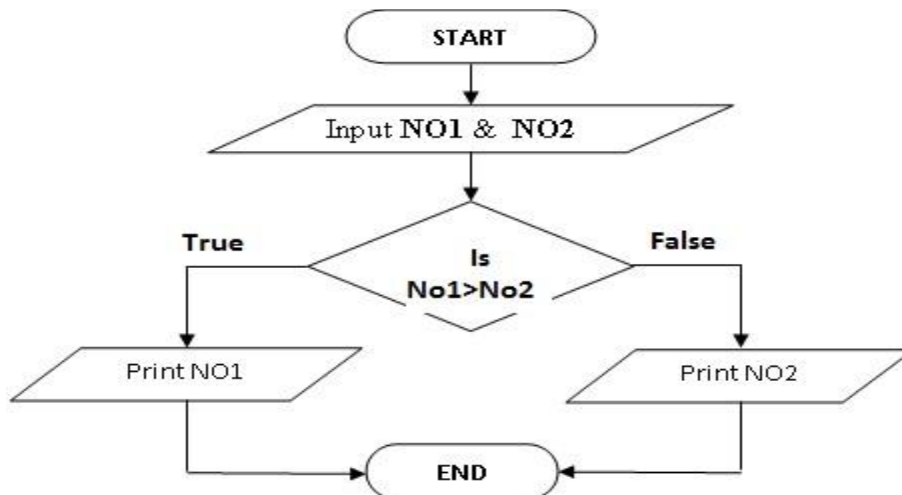 START
Input NO1 & NO2
True
False
Is
No1>No2
Print NO1
Print NO2
END